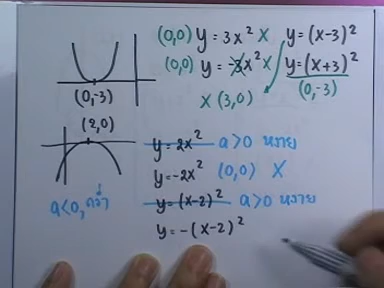 (0,0) y = 3x² X y = (x-3)²
(0,0) y = -3x² X y = (x+3)²
X (3,0) (0,-3)
(0,-3)
(2,0)
y = 2x² a>0 หงาย
y = -2x² (0,0) X
y = (x-2)² a>0 หงาย
a<0, คว่ำ
y = -(x-2)²